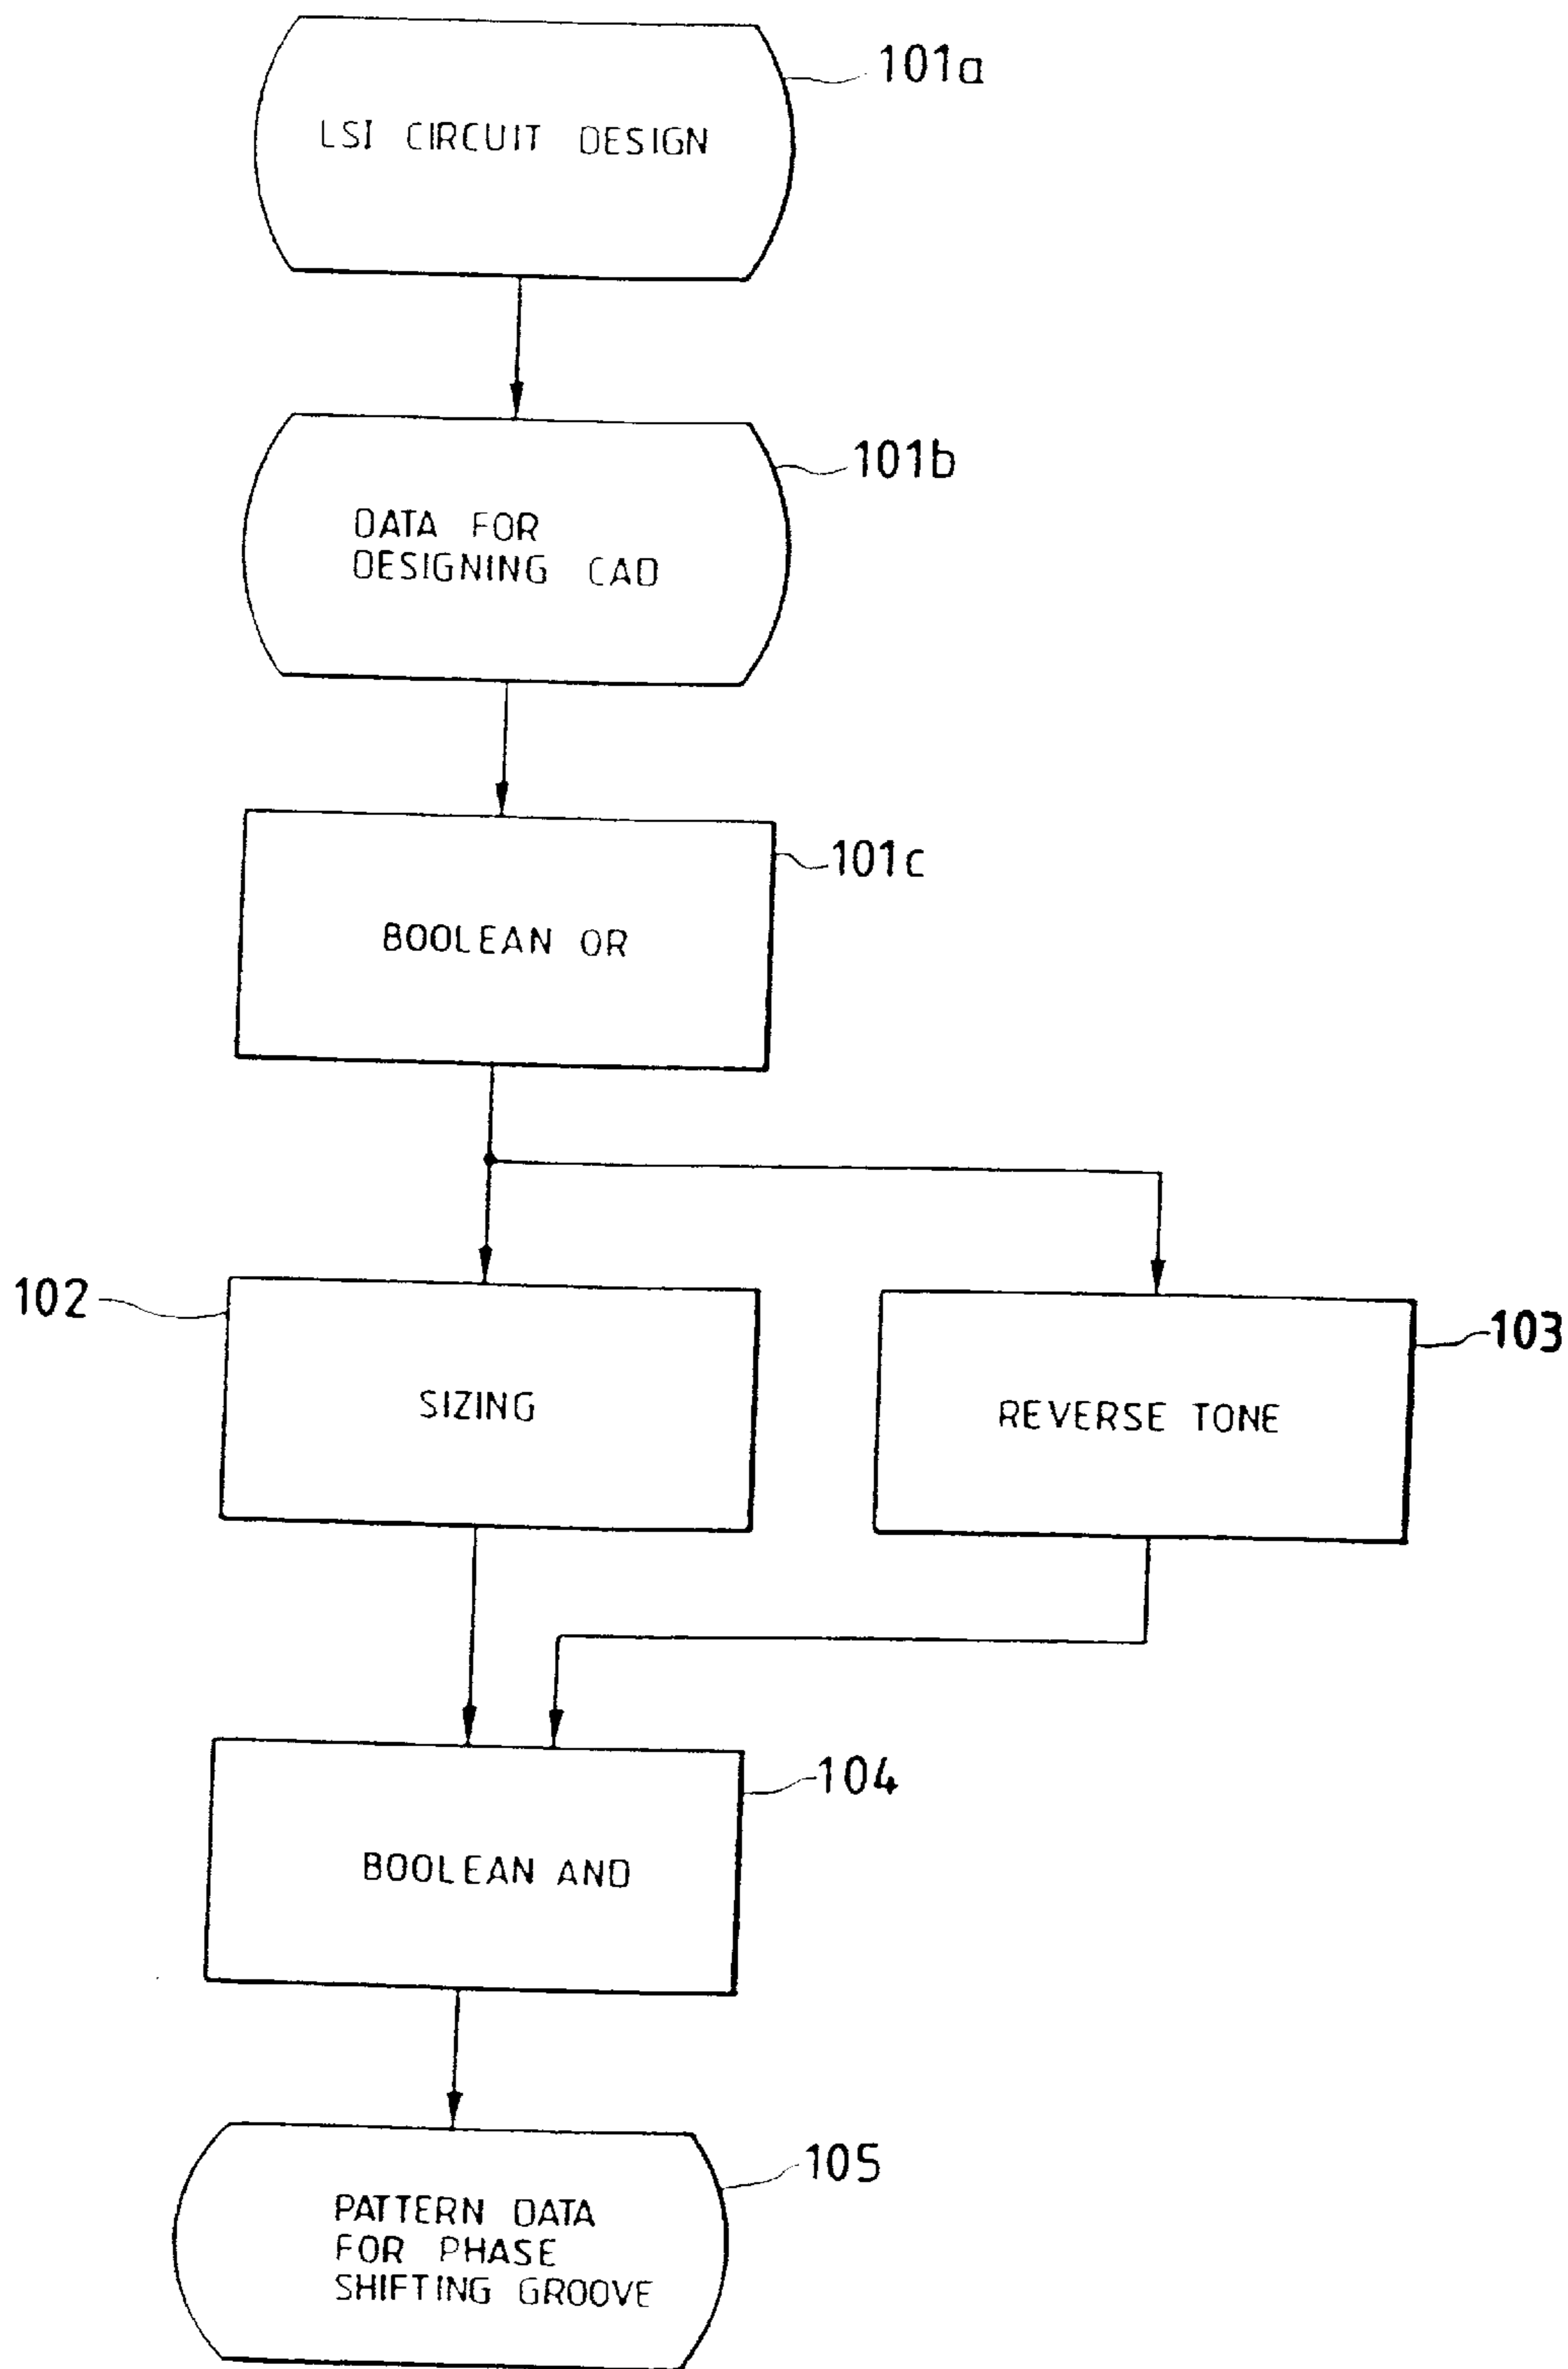 101a
LSI CIRCUIT DESIGN
101b
DATA FOR
DESIGNING CAD
101c
BOOLEAN OR
102
SIZING
103
REVERSE TONE
104
BOOLEAN AND
105
PATTERN DATA
FOR PHASE
SHIFTING GROOVE